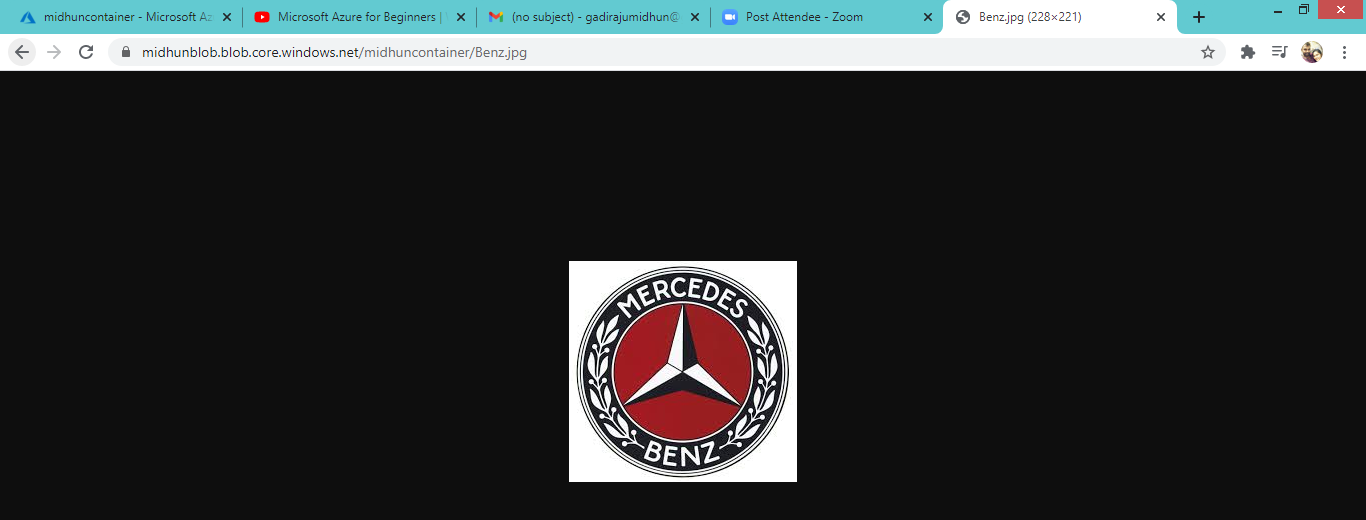 midhuncontainer - Microsoft Az
Microsoft Azure for Beginners |
(no subject) - gadirajumidhun@
Post Attendee - Zoom
Benz.jpg (228×221)
midhunblob.blob.core.windows.net/midhuncontainer/Benz.jpg
MERCEDES
BENZ